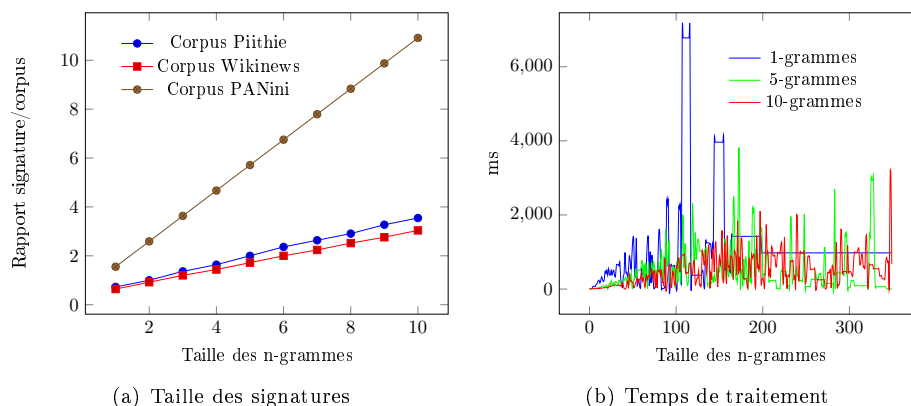 Rapport signature/corpus
10
8
6
4
2
0
Corpus Piithie
Corpus Wikinews
Corpus PANini
2 4 6 8 10
Taille des n-grammes
(a) Taille des signatures
ms
6,000
4,000
2,000
0
1-grammes
5-grammes
10-grammes
0 100 200 300
Taille des n-grammes
(b) Temps de traitement